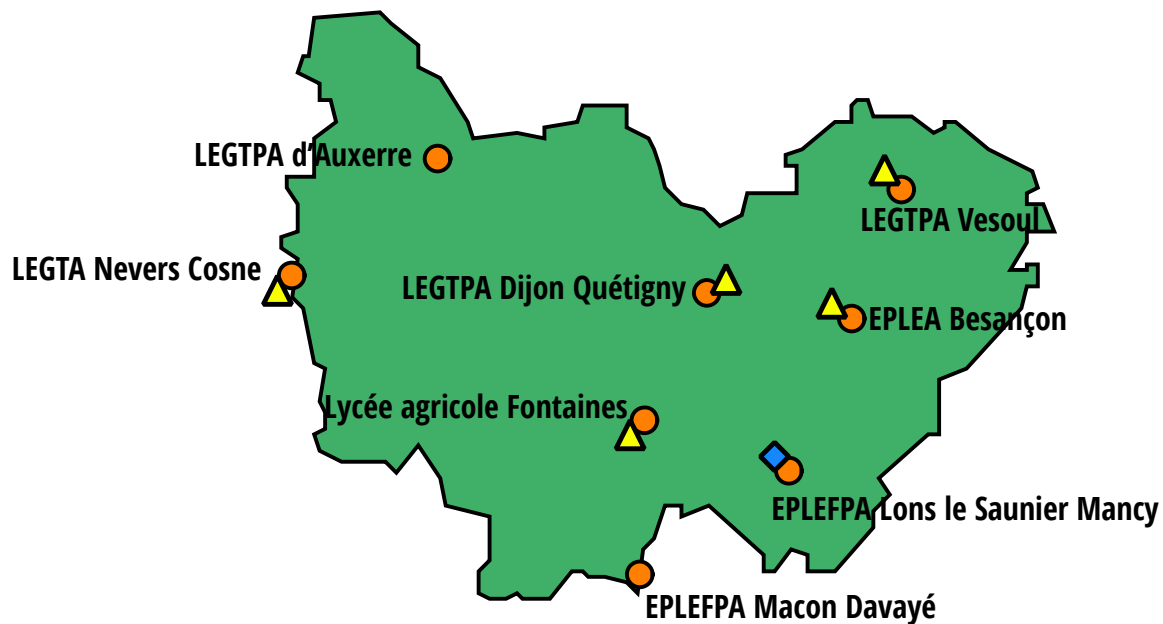 LEGTPA d'Auxerre
LEGTPA Vesoul
LEGTA Nevers Cosne
LEGTPA Dijon Quétigny
EPLEA Besançon
Lycée agricole Fontaines
EPLEFPA Lons le Saunier Mancy
EPLEFPA Macon Davayé